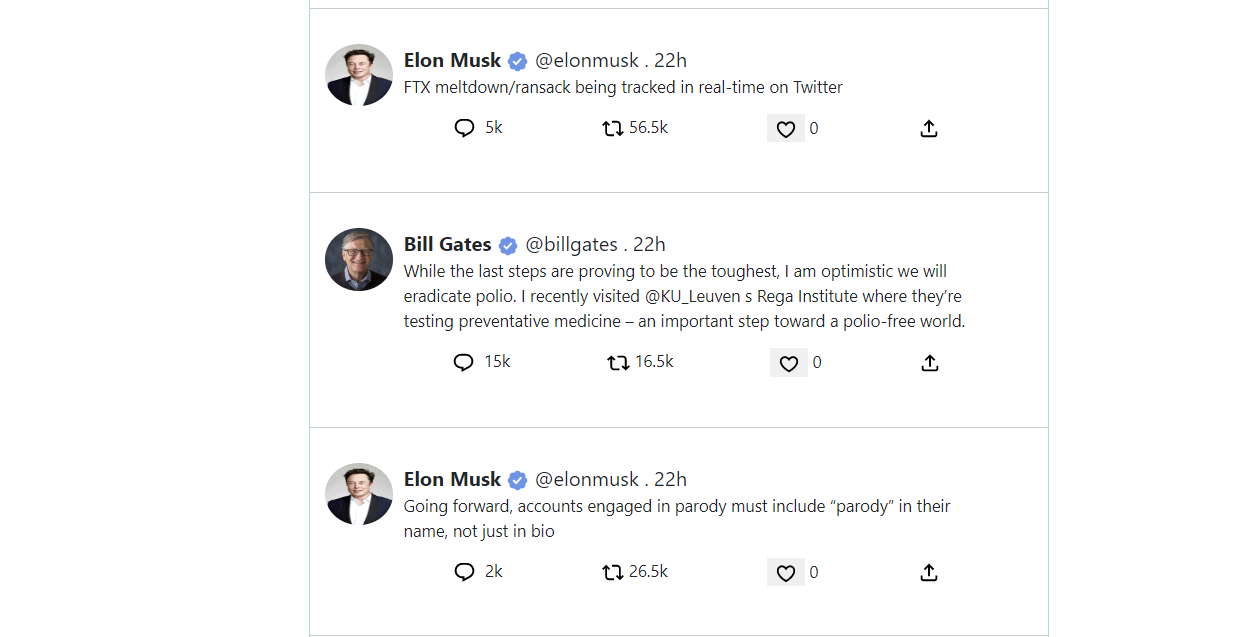 Elon Musk @elonmusk . 22h
FTX meltdown/ransack being tracked in real-time on Twitter
5k 56.5k 0
Bill Gates @billgates . 22h
While the last steps are proving to be the toughest, I am optimistic we will
eradicate polio. I recently visited @KU_Leuven s Rega Institute where they’re
testing preventative medicine – an important step toward a polio-free world.
15k 16.5k 0
Elon Musk @elonmusk . 22h
Going forward, accounts engaged in parody must include “parody” in their
name, not just in bio
2k 26.5k 0